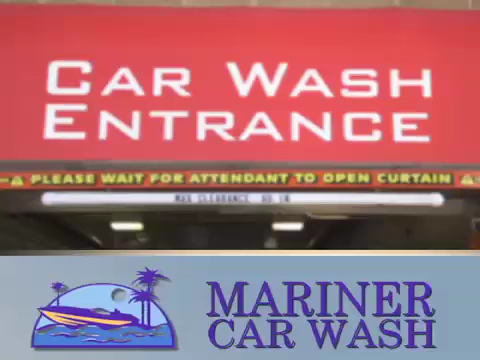 CAR WASH
ENTRANCE
PLEASE WAIT FOR ATTENDANT TO OPEN CURTAIN
MAX CLEARANCE
MARINER
CAR WASH